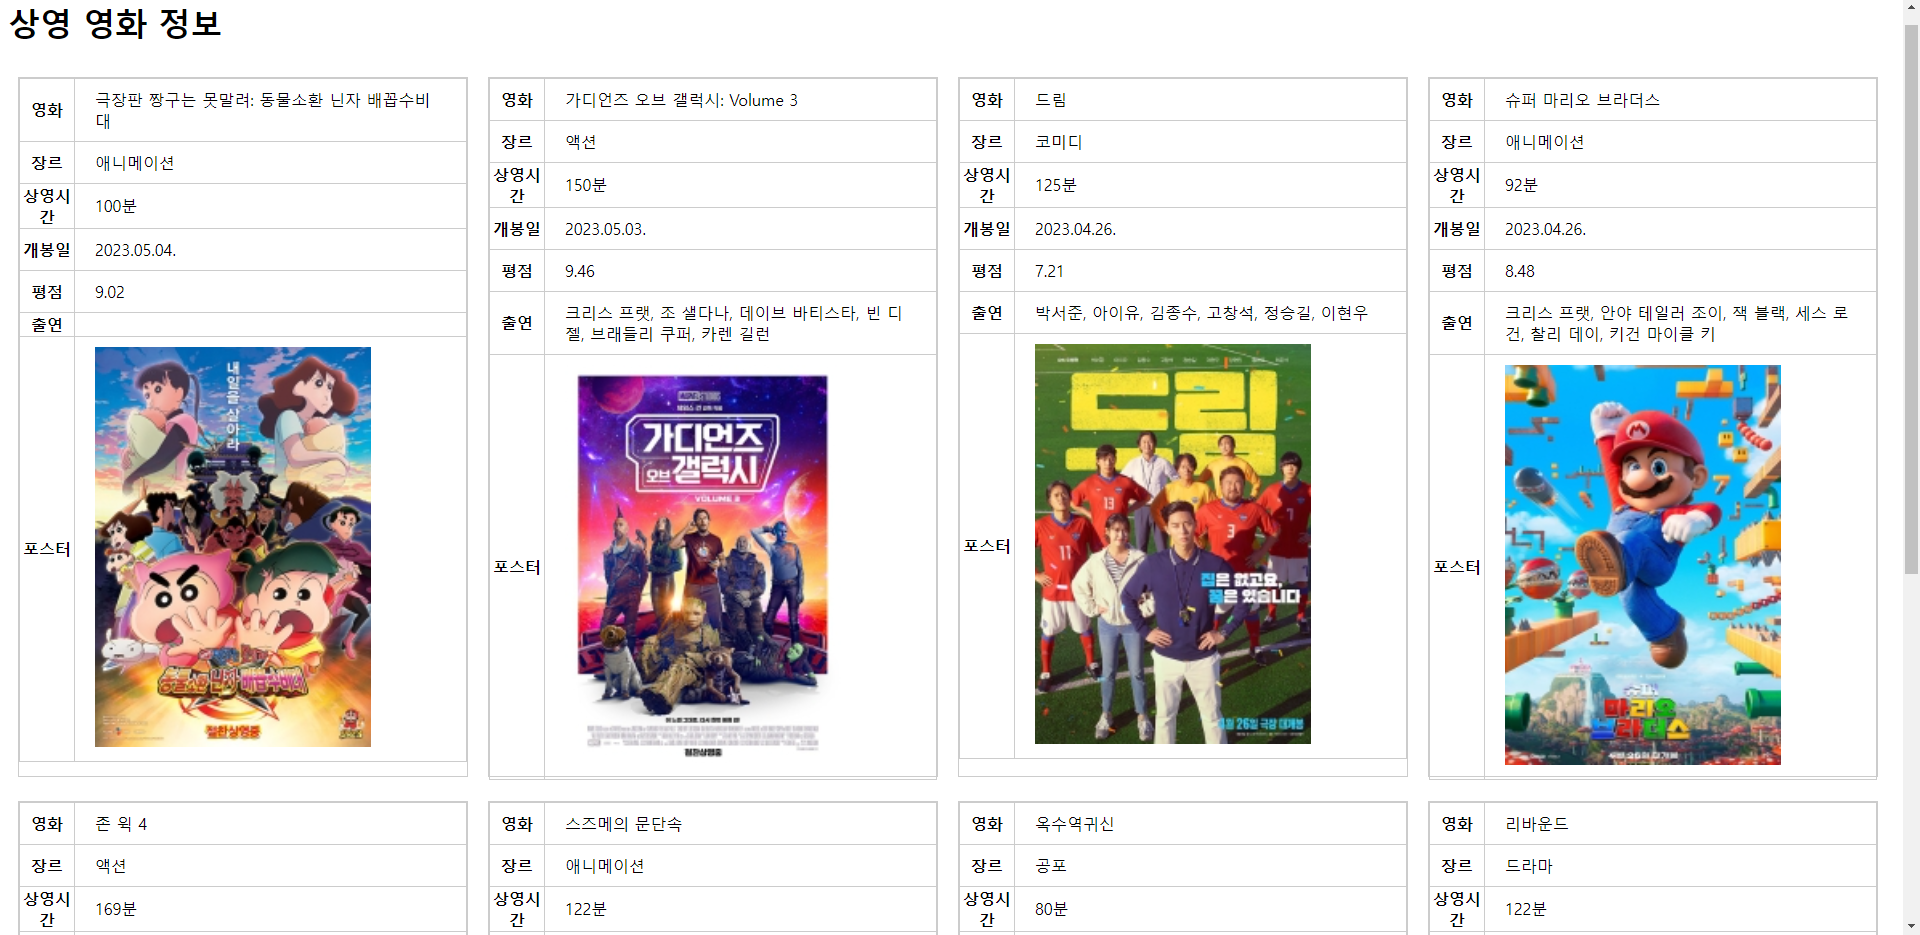 상영 영화 정보
영화
극장판 짱구는 못말려: 동물소환 닌자 배꼽수비
대
장르
애니메이션
상영시
간
100분
개봉일
2023.05.04.
평점
9.02
출연
포스터
내일을 살아라
동물소환 닌자 배꼽수비대
절찬상영중
영화
가디언즈 오브 갤럭시: Volume 3
장르
액션
상영시
간
150분
개봉일
2023.05.03.
평점
9.46
출연
크리스 프랫, 조 샐다나, 데이브 바티스타, 빈 디
젤, 브래들리 쿠퍼, 카렌 길런
포스터
가디언즈
오브 갤럭시
VOLUME 3
절찬상영중
영화
드림
장르
코미디
상영시
간
125분
개봉일
2023.04.26.
평점
7.21
출연
박서준, 아이유, 김종수, 고창석, 정승길, 이현우
포스터
드림
13
11
3
7
집은 없고요,
꿈은 있습니다
4월 26일 극장 대개봉
영화
슈퍼 마리오 브라더스
장르
애니메이션
상영시
간
92분
개봉일
2023.04.26.
평점
8.48
출연
크리스 프랫, 안야 테일러 조이, 잭 블랙, 세스 로
건, 찰리 데이, 키건 마이클 키
포스터
M
슈퍼
마리오
브라더스
4월 26일 대개봉
영화
존 윅 4
장르
액션
상영시
간
169분
영화
스즈메의 문단속
장르
애니메이션
상영시
간
122분
영화
옥수역귀신
장르
공포
상영시
간
80분
영화
리바운드
장르
드라마
상영시
간
122분